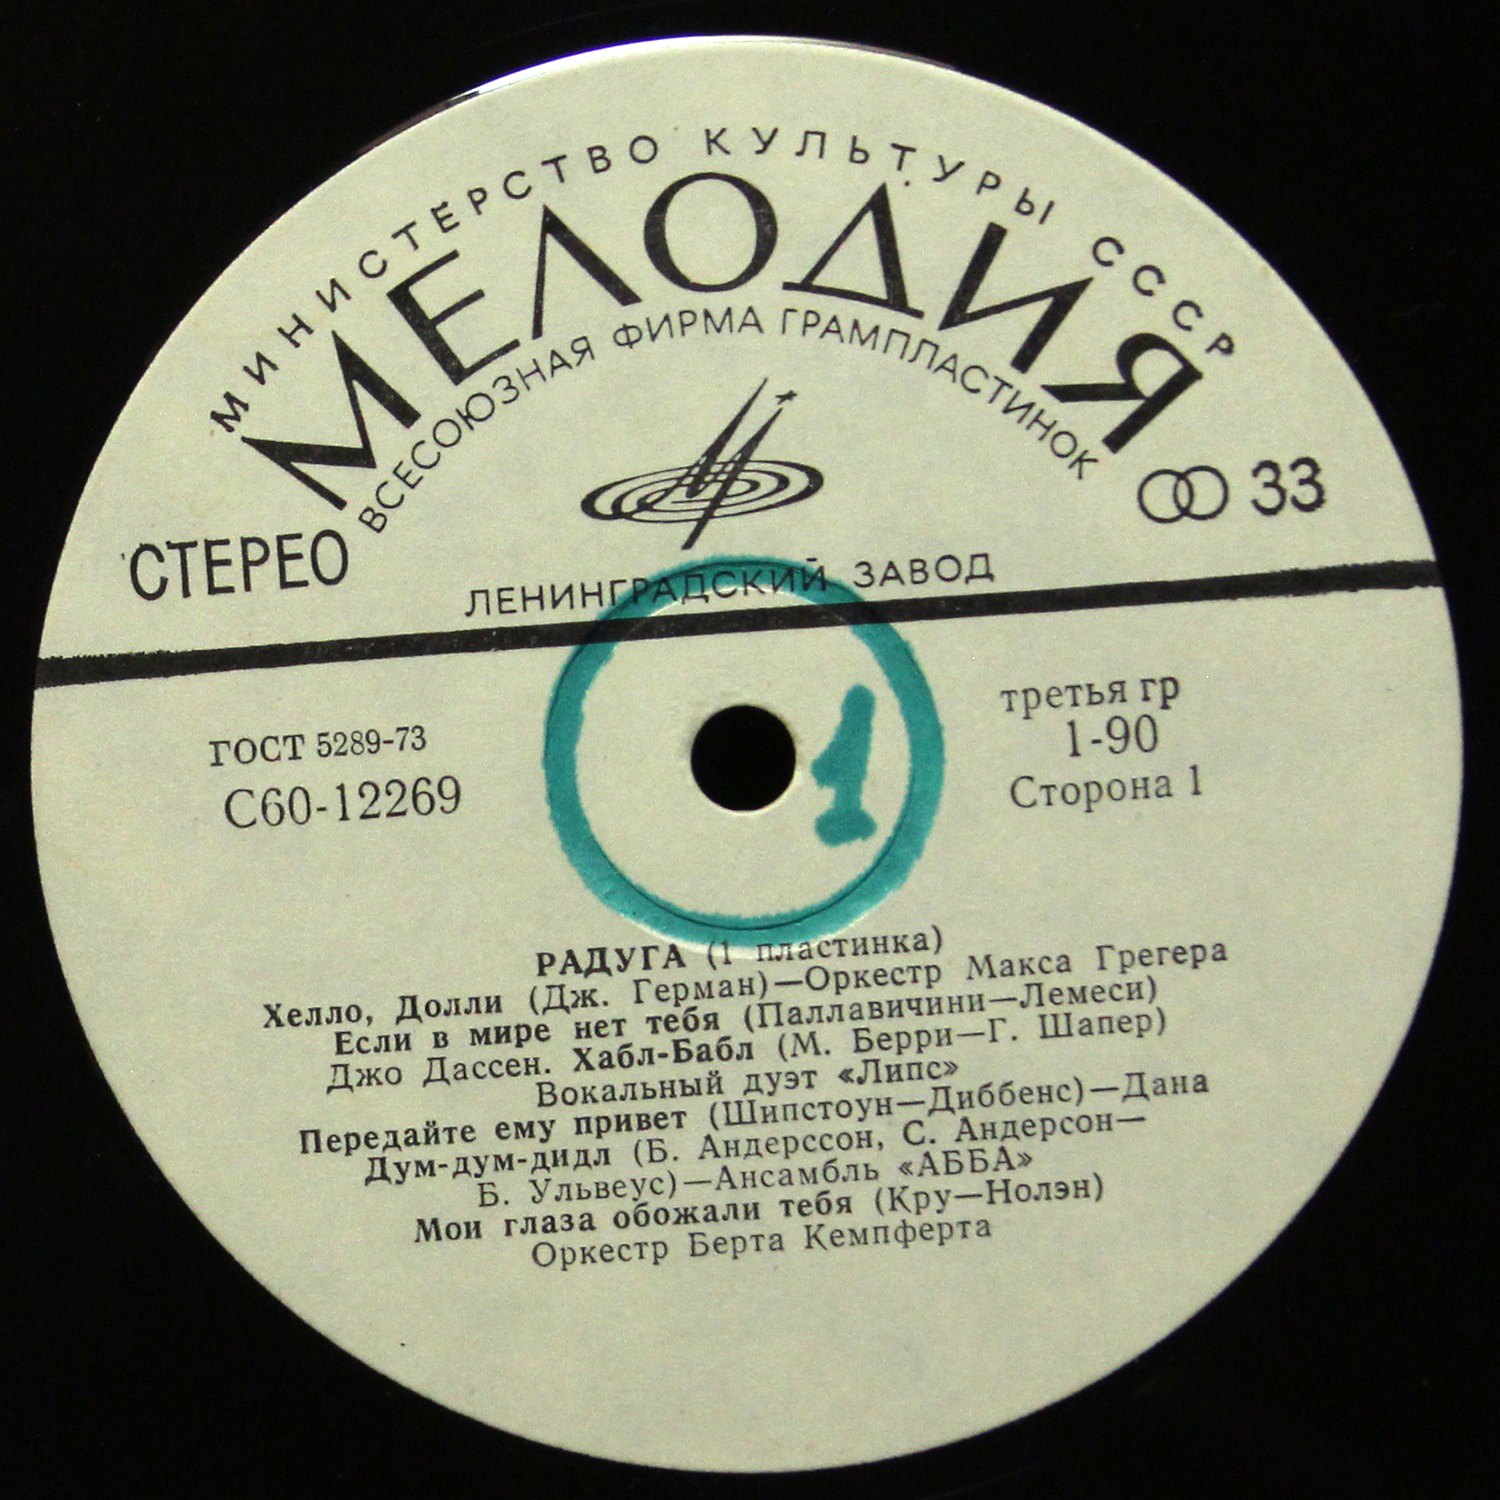 МИНИСТЕРСТВО КУЛЬТУРЫ СССР
МЕЛОДИЯ
ВСЕСОЮЗНАЯ ФИРМА ГРАМПЛАСТИНОК
33
СТЕРЕО
ЛЕНИНГРАДСКИЙ ЗАВОД
ГОСТ 5289-73
С60-12269
третья гр
1-90
Сторона 1
1
РАДУГА (1 пластинка)
Хелло, Долли (Дж. Герман)—Оркестр Макса Грегера
Если в мире нет тебя (Паллавичини—Лемеси)
Джо Дассен. Хабл-Бабл (М. Берри—Г. Шапер)
Вокальный дуэт «Липс»
Передайте ему привет (Шипстоун—Диббенс)—Дана
Дум-дум-дидл (Б. Андерссон, С. Андерсон—
Б. Ульвеус)—Ансамбль «АББА»
Мои глаза обожали тебя (Кру—Нолэн)
Оркестр Берта Кемпферта